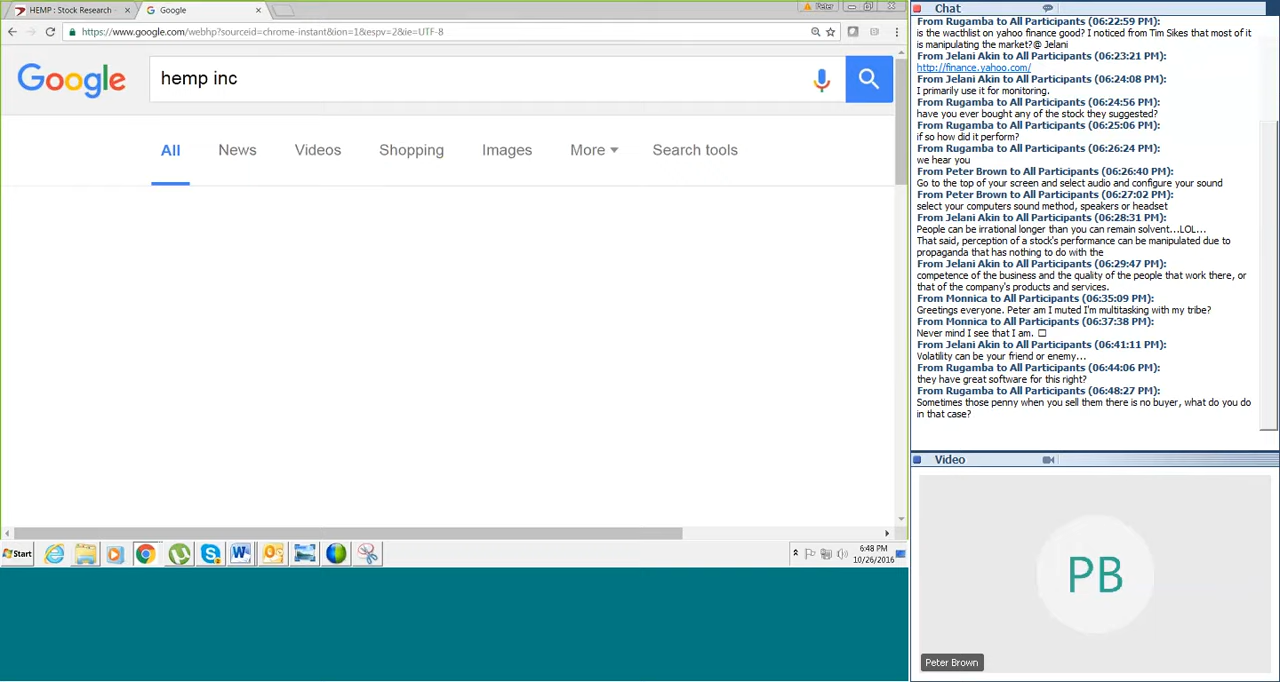 HEMP : Stock Research
Google
Peter
https://www.google.com/webhp?sourceid=chrome-instant&ion=1&espv=2&ie=UTF-8
Google
hemp inc
All
News
Videos
Shopping
Images
More
Search tools
Start
6:48 PM
10/26/2016
Chat
From Rugamba to All Participants (06:22:59 PM):
is the wacthlist on yahoo finance good? I noticed from Tim Sikes that most of it
is manipulating the market?@ Jelani
From Jelani Akin to All Participants (06:23:21 PM):
http://finance.yahoo.com/
From Jelani Akin to All Participants (06:24:08 PM):
I primarily use it for monitoring.
From Rugamba to All Participants (06:24:56 PM):
have you ever bought any of the stock they suggested?
From Rugamba to All Participants (06:25:06 PM):
if so how did it perform?
From Rugamba to All Participants (06:26:24 PM):
we hear you
From Peter Brown to All Participants (06:26:40 PM):
Go to the top of your screen and select audio and configure your sound
From Peter Brown to All Participants (06:27:02 PM):
select your computers sound method, speakers or headset
From Jelani Akin to All Participants (06:28:31 PM):
People can be irrational longer than you can remain solvent...LOL...
That said, perception of a stock's performance can be manipulated due to
propaganda that has nothing to do with the
From Jelani Akin to All Participants (06:29:47 PM):
competence of the business and the quality of the people that work there, or
that of the company's products and services.
From Monnica to All Participants (06:35:09 PM):
Greetings everyone. Peter am I muted I'm multitasking with my tribe?
From Monnica to All Participants (06:37:38 PM):
Never mind I see that I am. □
From Jelani Akin to All Participants (06:41:11 PM):
Volatility can be your friend or enemy...
From Rugamba to All Participants (06:44:06 PM):
they have great software for this right?
From Rugamba to All Participants (06:48:27 PM):
Sometimes those penny when you sell them there is no buyer, what do you do
in that case?
Video
PB
Peter Brown